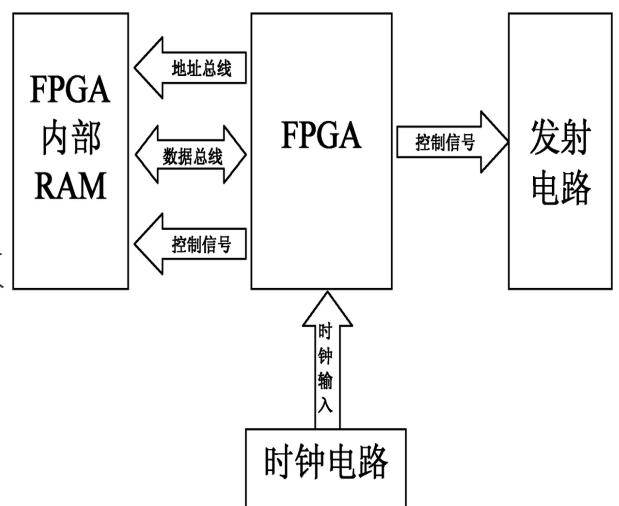 FPGA
内部
RAM
地址总线
数据总线
控制信号
FPGA
控制信号
发射
电路
时
钟
输
入
时钟电路